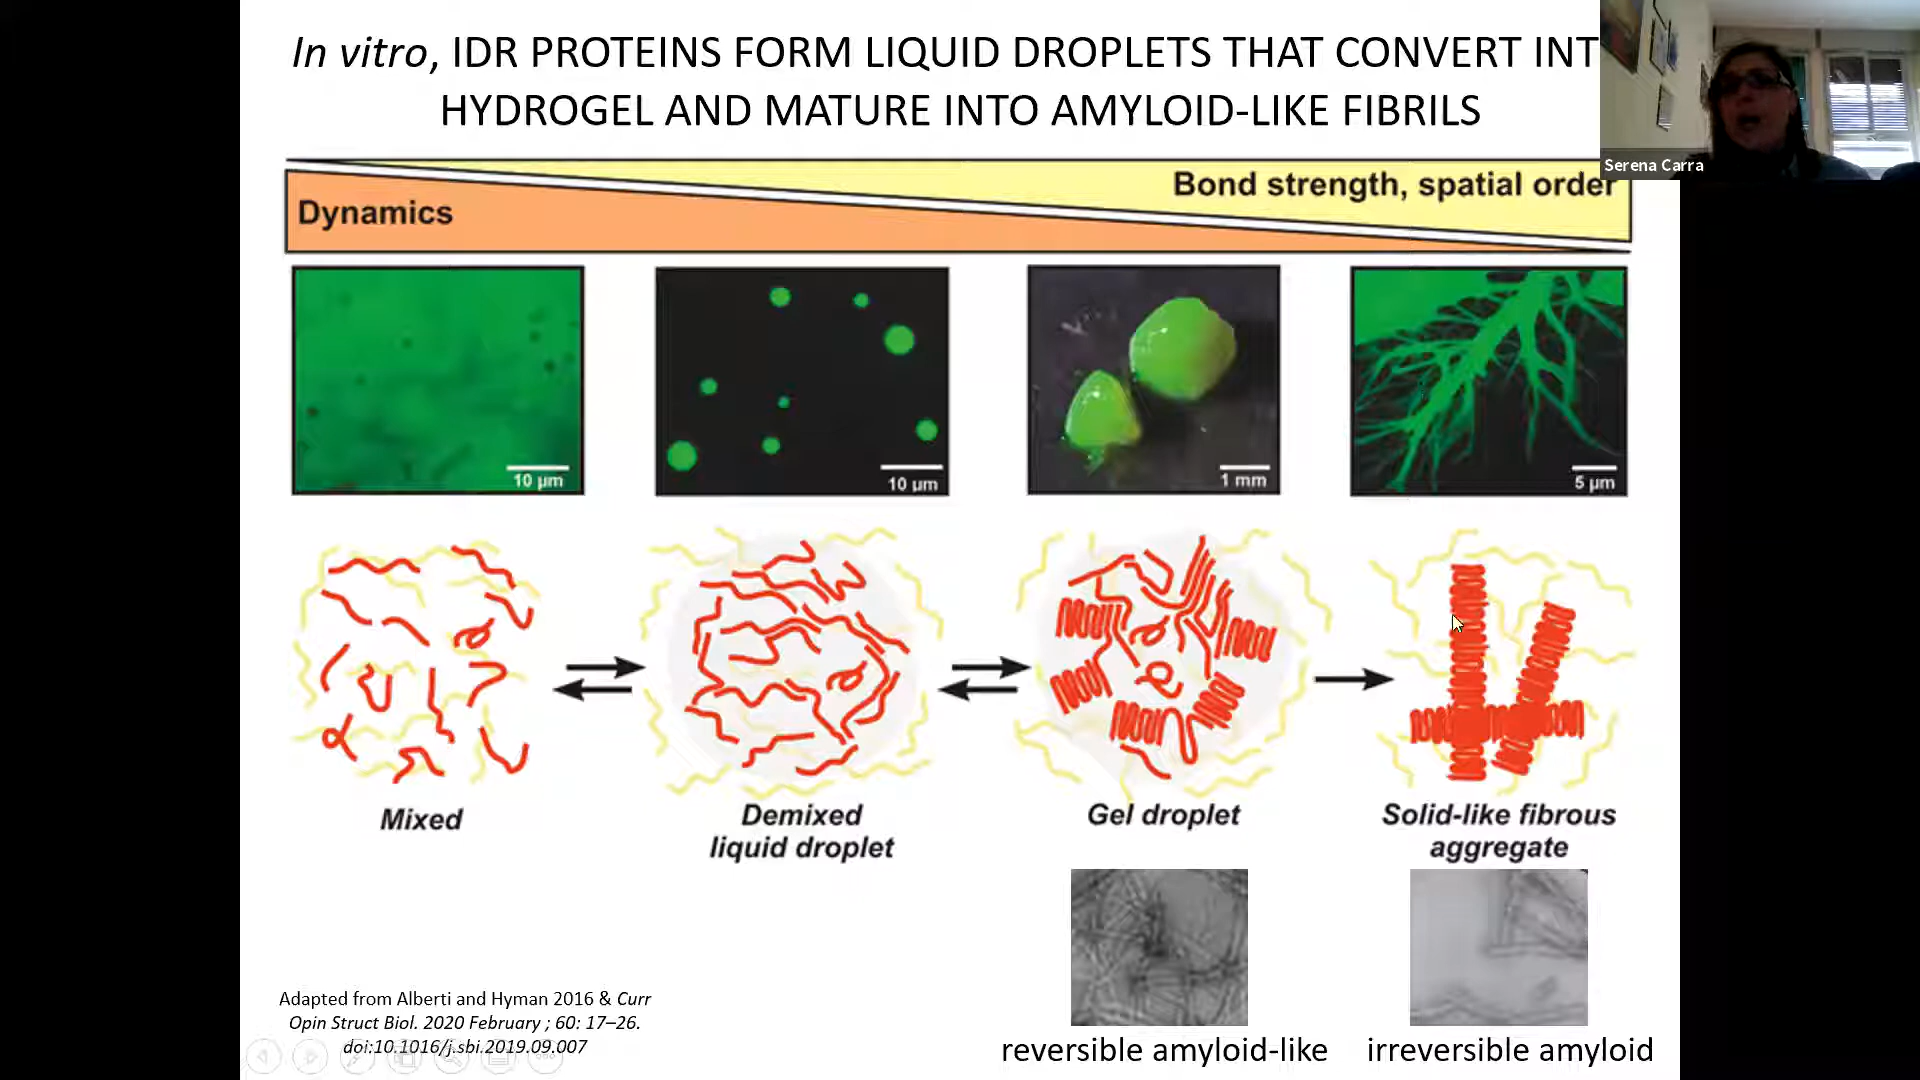 In vitro, IDR PROTEINS FORM LIQUID DROPLETS THAT CONVERT INT
HYDROGEL AND MATURE INTO AMYLOID-LIKE FIBRILS
Serena Carra
Bond strength, spatial order
Dynamics
10 µm
10 µm
1 mm
5 µm
Mixed
Demixed
liquid droplet
Gel droplet
Solid-like fibrous
aggregate
Adapted from Alberti and Hyman 2016 & Curr
Opin Struct Biol. 2020 February ; 60: 17–26.
doi:10.1016/j.sbi.2019.09.007
reversible amyloid-like
irreversible amyloid